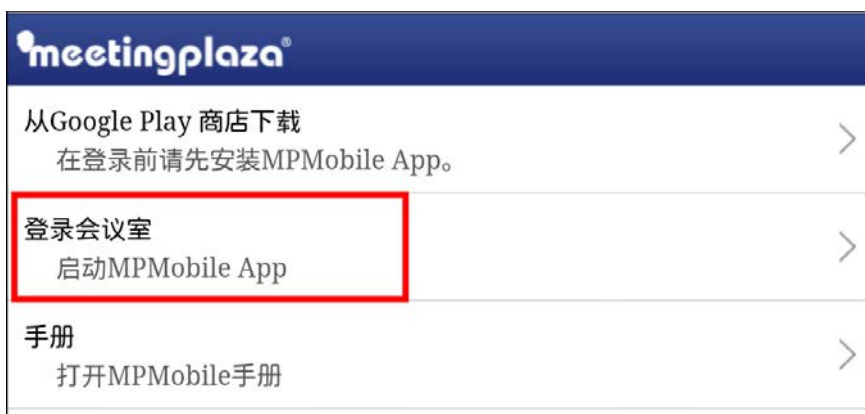 meetingplaza®
从Google Play 商店下载
在登录前请先安装MPMobile App。
登录会议室
启动MPMobile App
手册
打开MPMobile手册